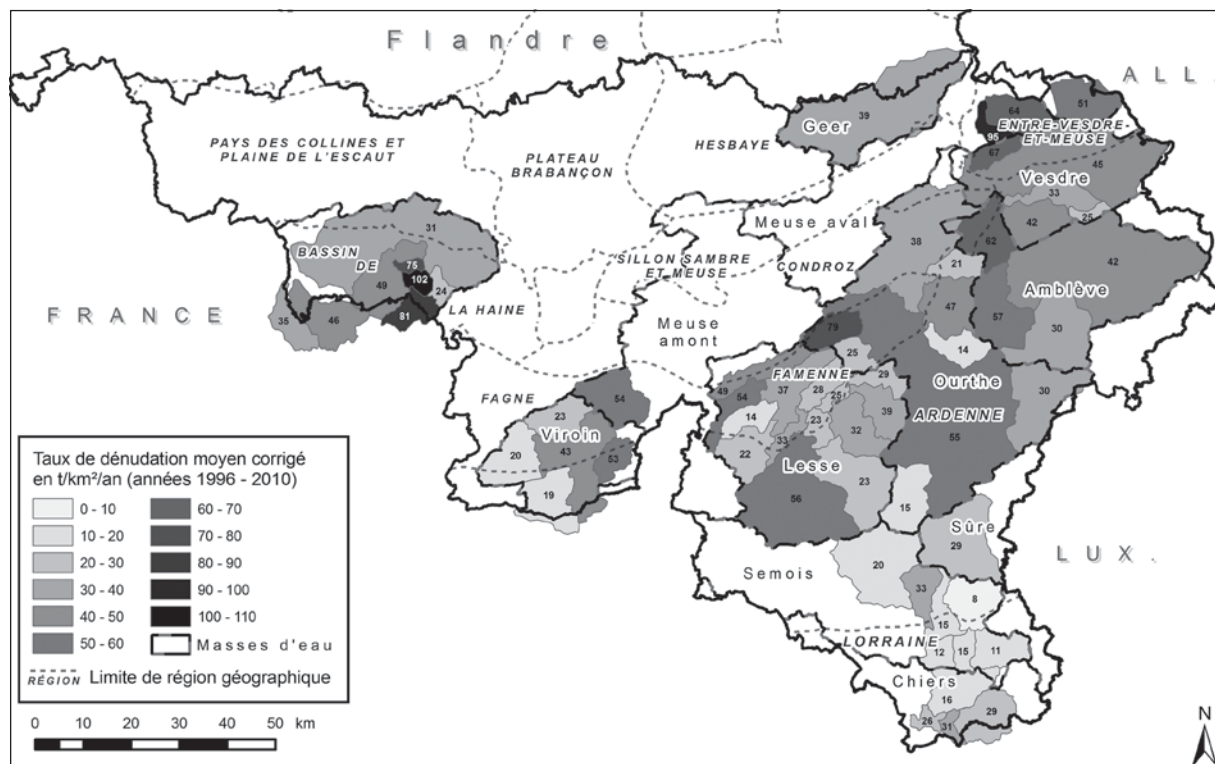 Flandre
ALL.
39
Geer
51
64
ENTRE-VESDRE-
ET-MEUSE
95
67
PAYS DES COLLINES ET
PLAINE DE L'ESCAUT
PLATEAU
BRABANÇON
HESBAYE
45
Vesdre
33
25
42
31
Meuse aval
38
62
BASSIN
DE
75
102
49
24
LA HAINE
SILLON SAMBRE
ET MEUSE
CONDROZ
21
42
Amblève
FRANCE
35
46
81
Meuse
amont
47
57
30
79
14
25
29
Ourthe
FAMENNE
49
54
37
28
25
39
ARDENNE
30
FAGNE
54
23
14
23
32
Viroin
20
43
53
33
22
Lesse
55
19
56
23
15
Sûre
29
LUX.
Semois
20
33
8
15
LORRAINE
12
15
11
Chiers
16
29
26
31
Taux de dénudation moyen corrigé
en t/km²/an (années 1996 - 2010)
0 - 10
60 - 70
10 - 20
70 - 80
20 - 30
80 - 90
30 - 40
90 - 100
40 - 50
100 - 110
50 - 60
Masses d'eau
RÉGION Limite de région géographique
0 10 20 30 40 50 km
N